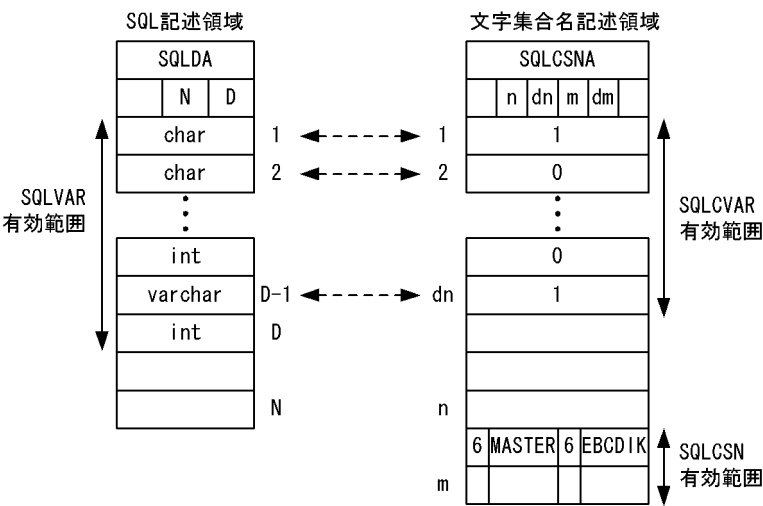 SQL記述領域
文字集合名記述領域
SQLDA
SQLCSNA
N D
n dn m dm
char 1 1 1
char 2 2 0
SQLVAR
有効範囲
SQLCVAR
有効範囲
int 0
varchar D-1 dn 1
int D
N n
6 MASTER 6 EBCDIK
m
SQLCSN
有効範囲